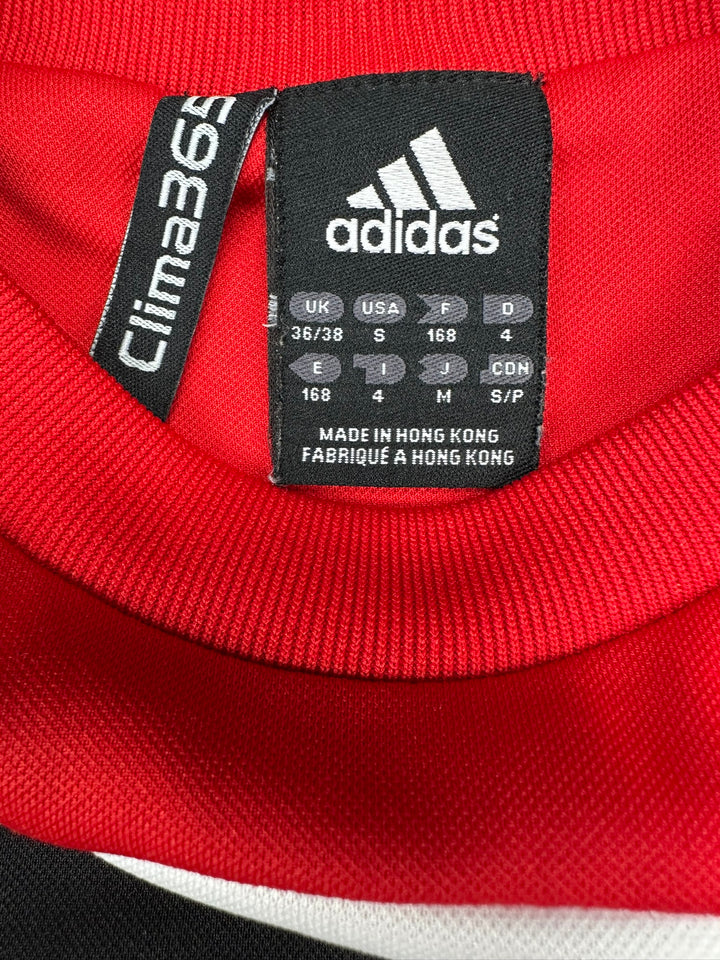 Clima365
adidas
UK USA F D
36/38 S 168 4
E I J CDN
168 4 M S/P
MADE IN HONG KONG
FABRIQUÉ A HONG KONG